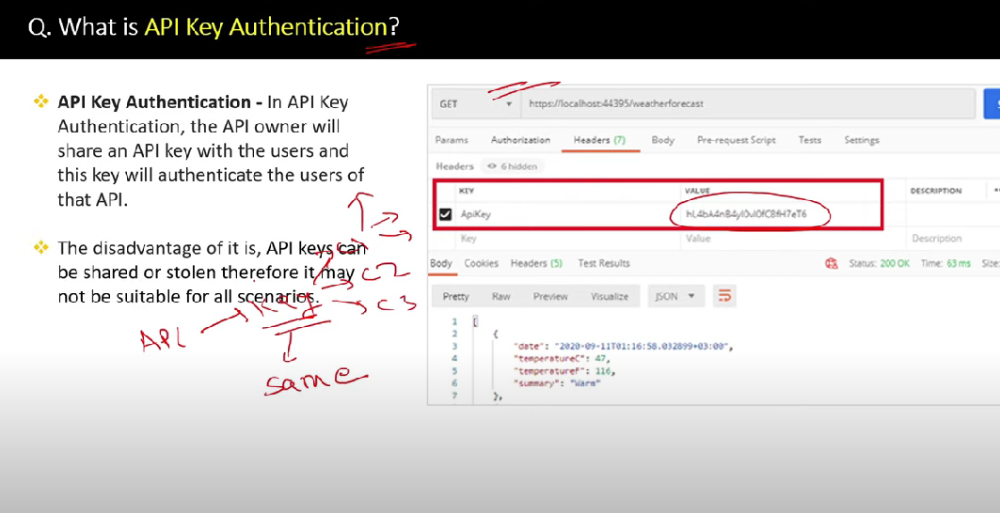 Q. What is API Key Authentication?
❖ API Key Authentication - In API Key
Authentication, the API owner will
share an API key with the users and
this key will authenticate the users of
that API.
❖ The disadvantage of it is, API keys can
be shared or stolen therefore it may
not be suitable for all scenarios.
C2
C3
API
Key
same
GET https://localhost:44395/weatherforecast
Params Authorization Headers (7) Body Pre-request Script Tests Settings
Headers 6 hidden
KEY VALUE DESCRIPTION
ApiKey
Key Value Description
Body Cookies Headers (5) Test Results Status: 200 OK Time: 63 ms Size:
Pretty Raw Preview Visualize JSON
1 [
2 {
3 "date": "2020-09-11T01:16:58.032899+03:00",
4 "temperatureC": 47,
5 "temperatureF": 116,
6 "summary": "Warm"
7 },